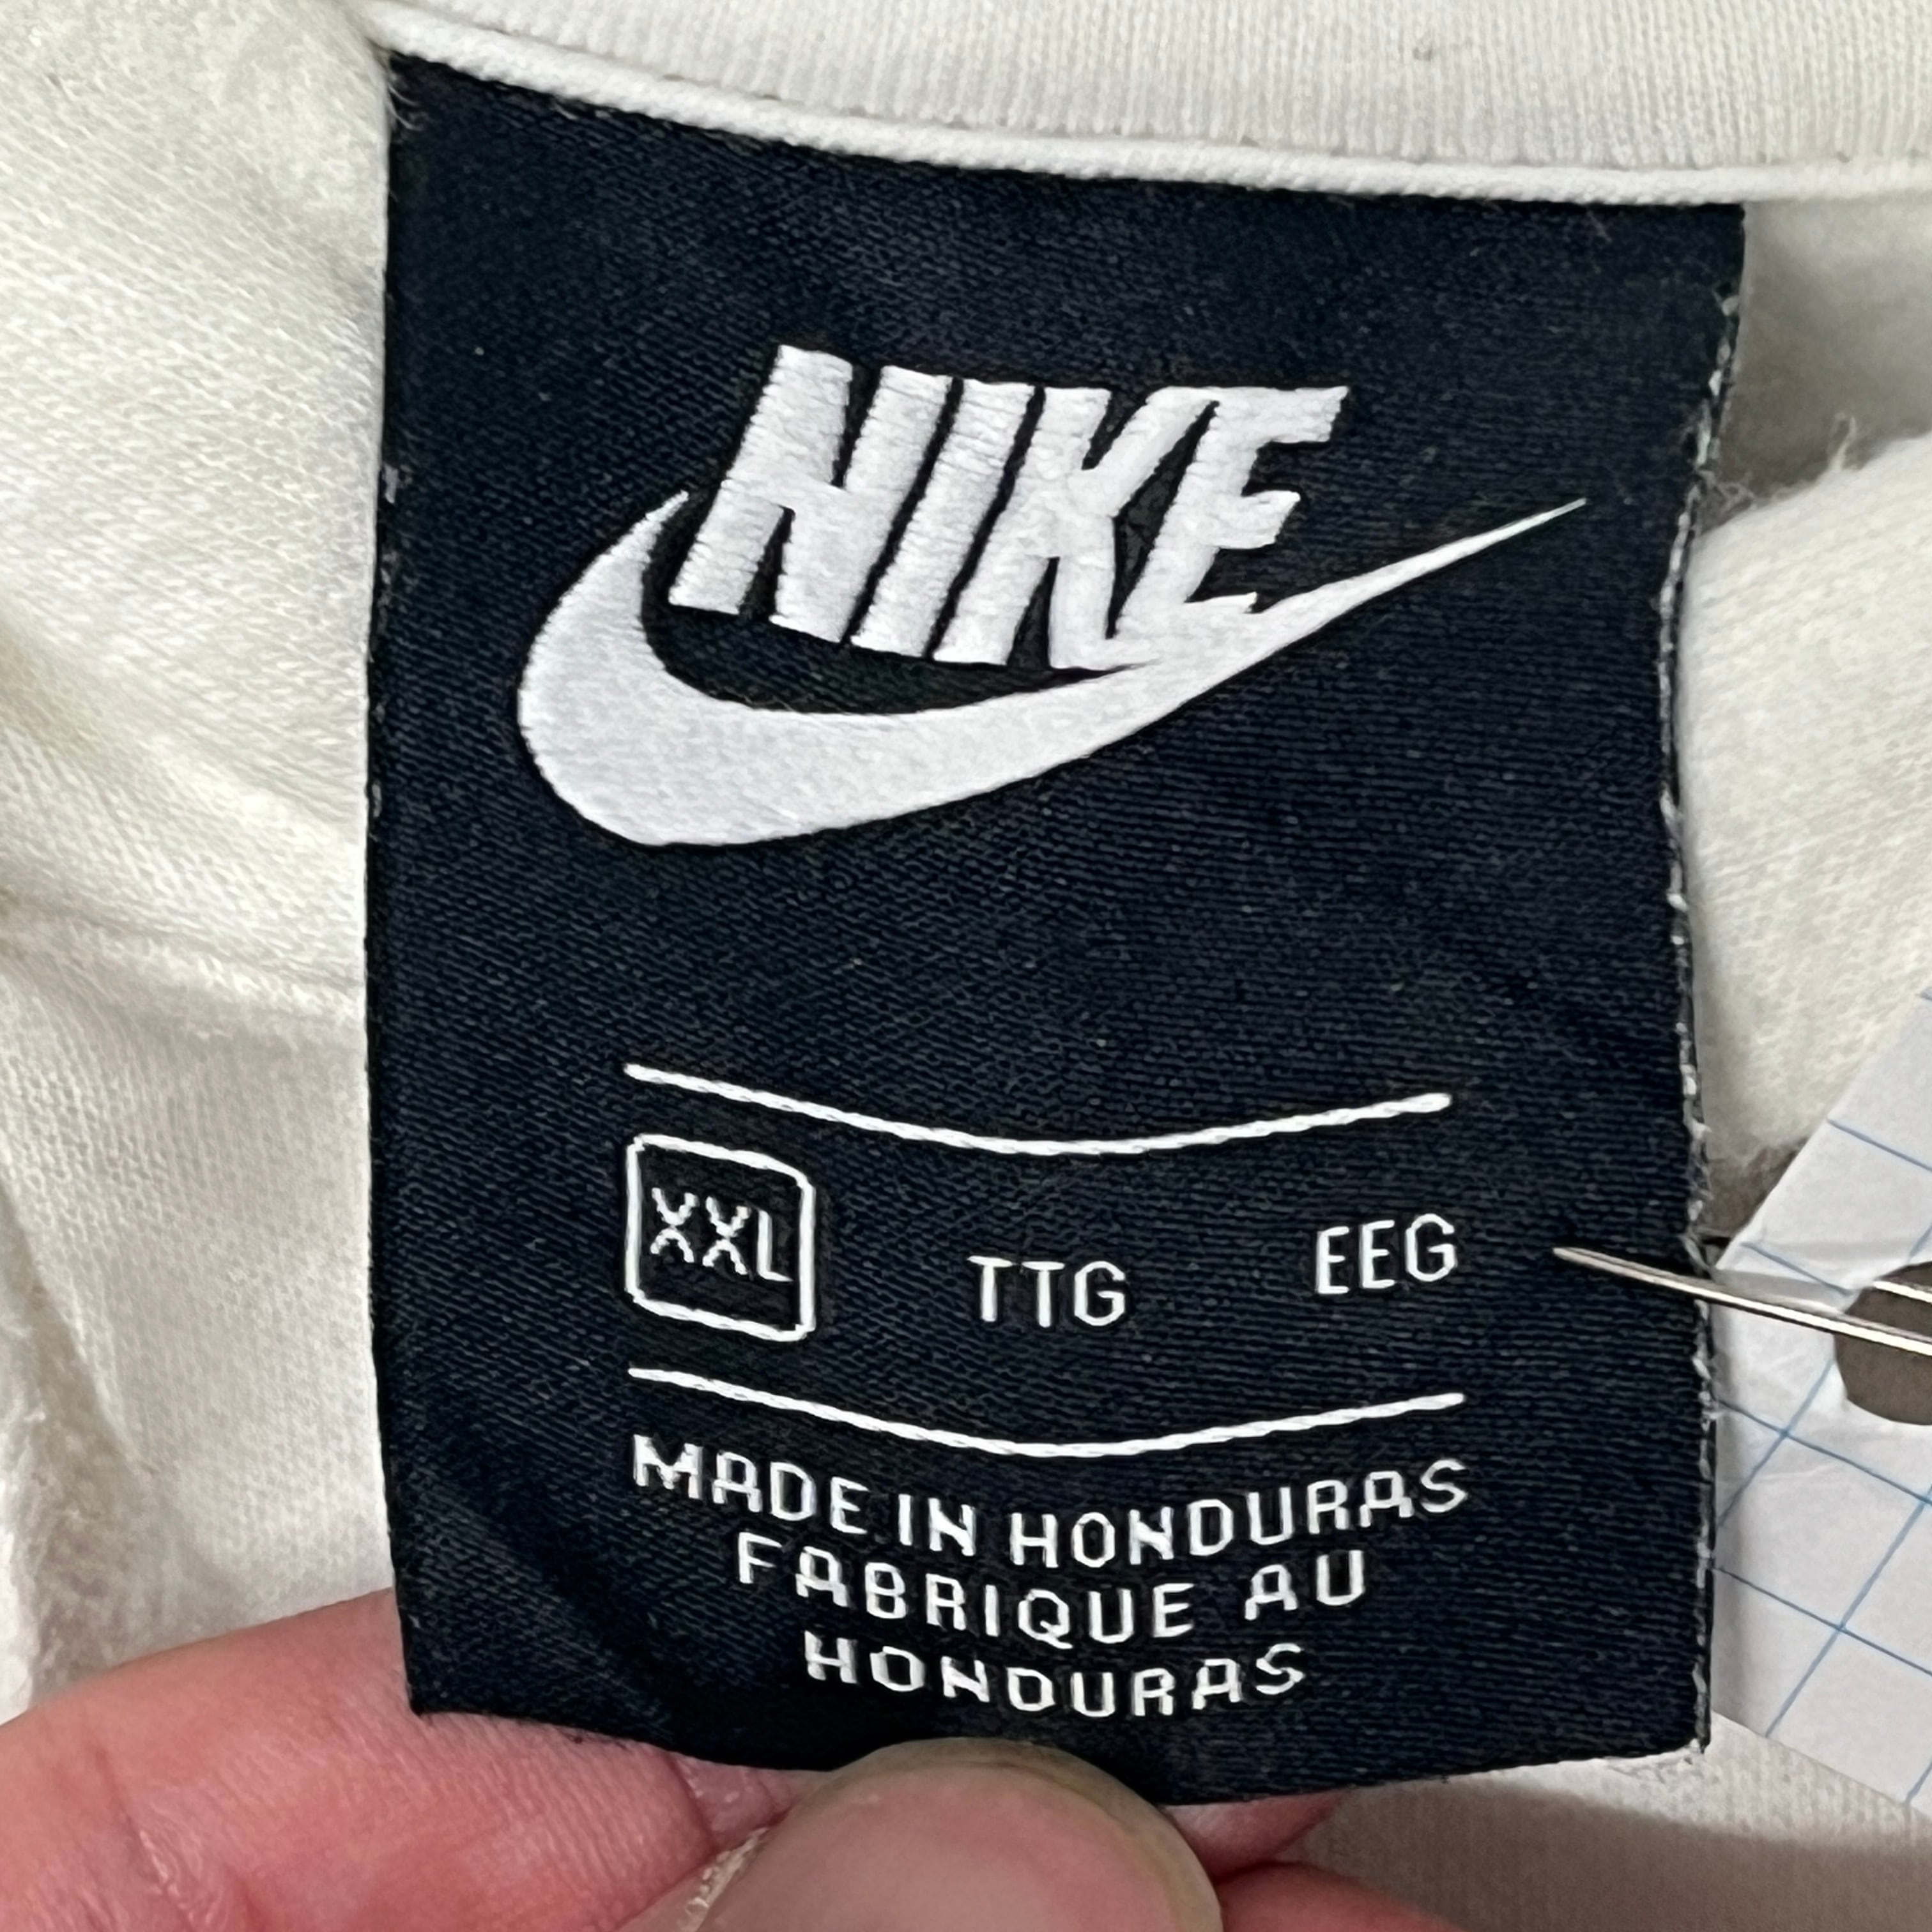 NIKE
XXL TTG EEG
MADE IN HONDURAS
FABRIQUE AU
HONDURAS